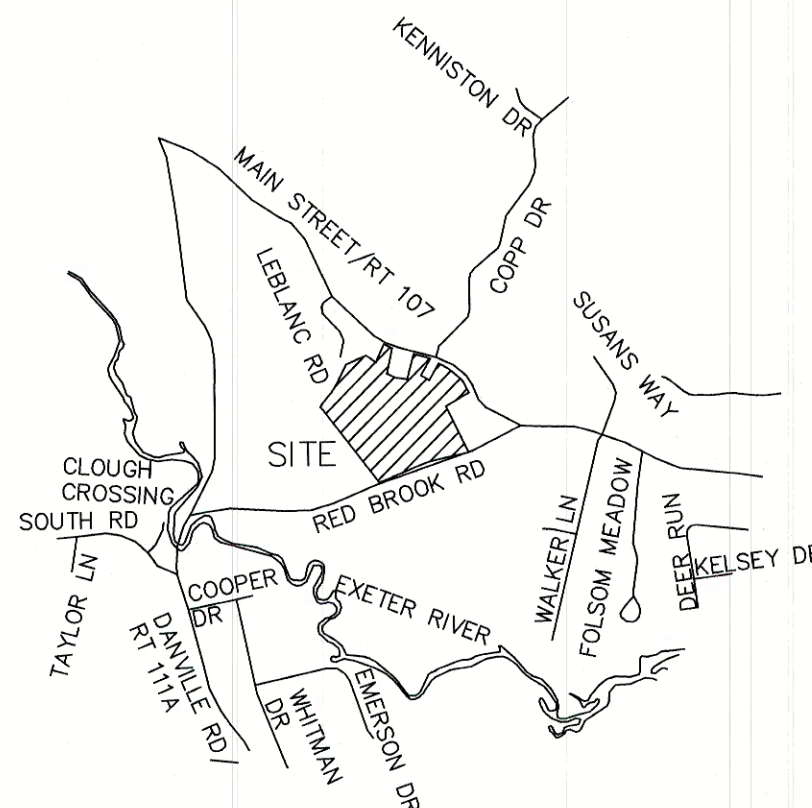 KENNISTON DR
MAIN STREET/RT 107
COPP DR
LEBLANC RD
SUSANS WAY
SITE
CLOUGH
CROSSING
SOUTH RD
RED BROOK RD
TAYLOR LN
COOPER
DR
EXETER RIVER
WALKER LN
FOLSOM MEADOW
DEER RUN
KELSEY DR
DANVILLE RD/
RT 111A
WHITMAN
DR
EMERSON DR